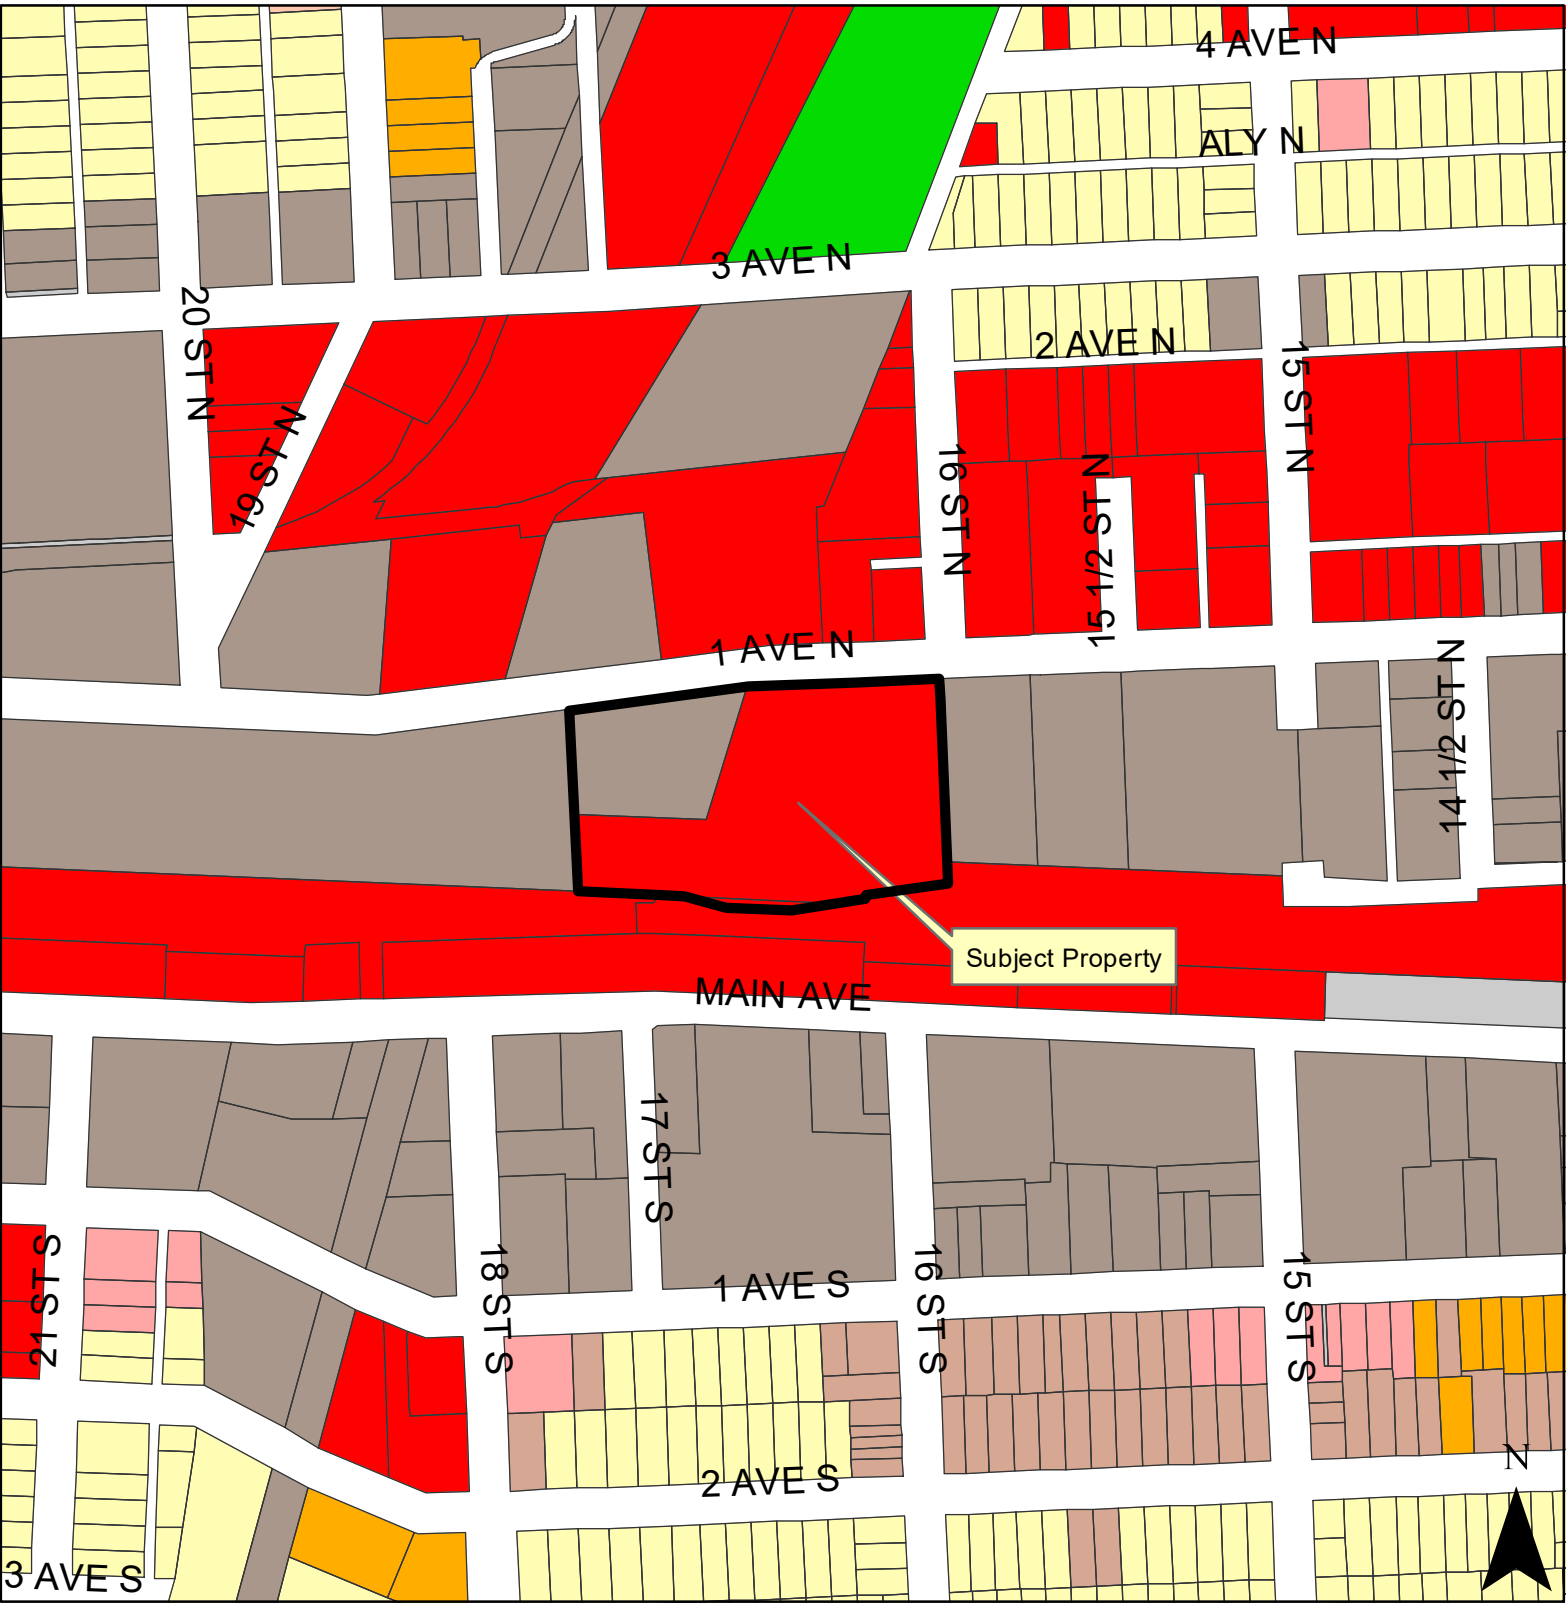 4 AVE N
ALY N
3 AVE N
20 ST N
2 AVE N
15 ST N
19 ST N
16 ST N
15 1/2 ST N
1 AVE N
14 1/2 ST N
Subject Property
MAIN AVE
17 ST S
21 ST S
18 ST S
1 AVE S
16 ST S
15 ST S
2 AVE S
N
3 AVE S